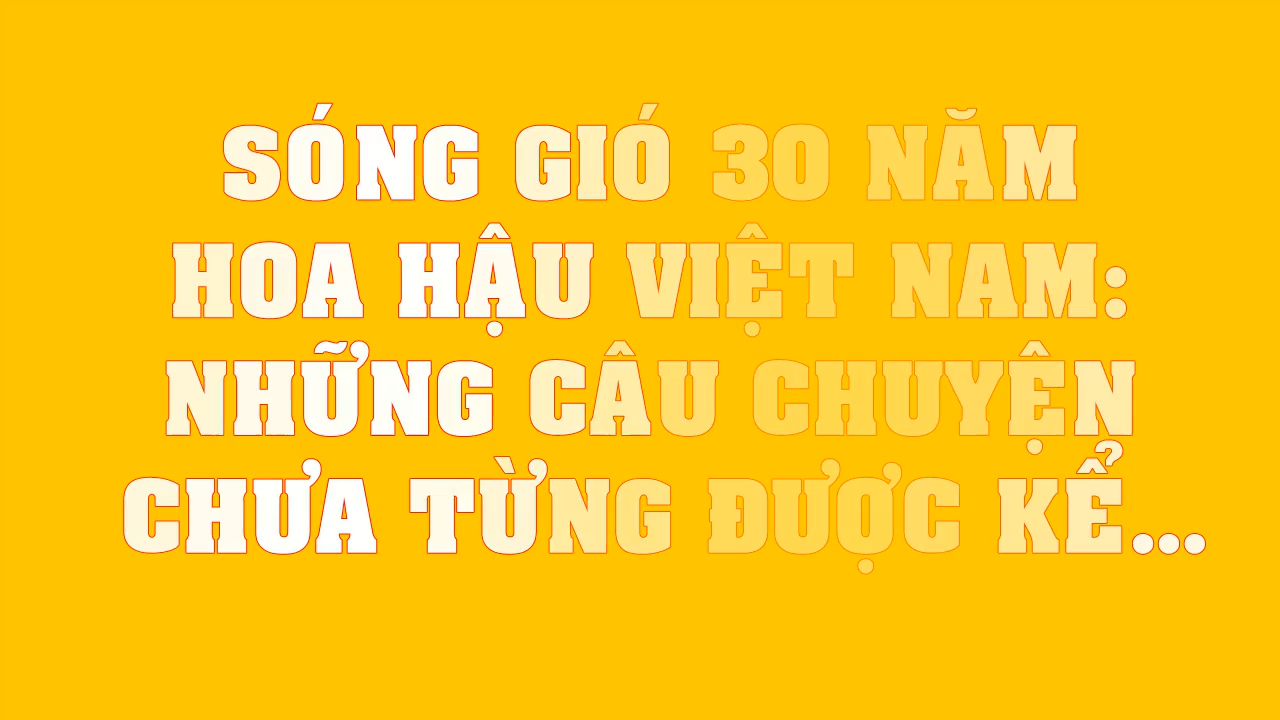 SÓNG GIÓ 30 NĂM
HOA HẬU VIỆT NAM:
NHỮNG CÂU CHUYỆN
CHƯA TỪNG ĐƯỢC KỂ...